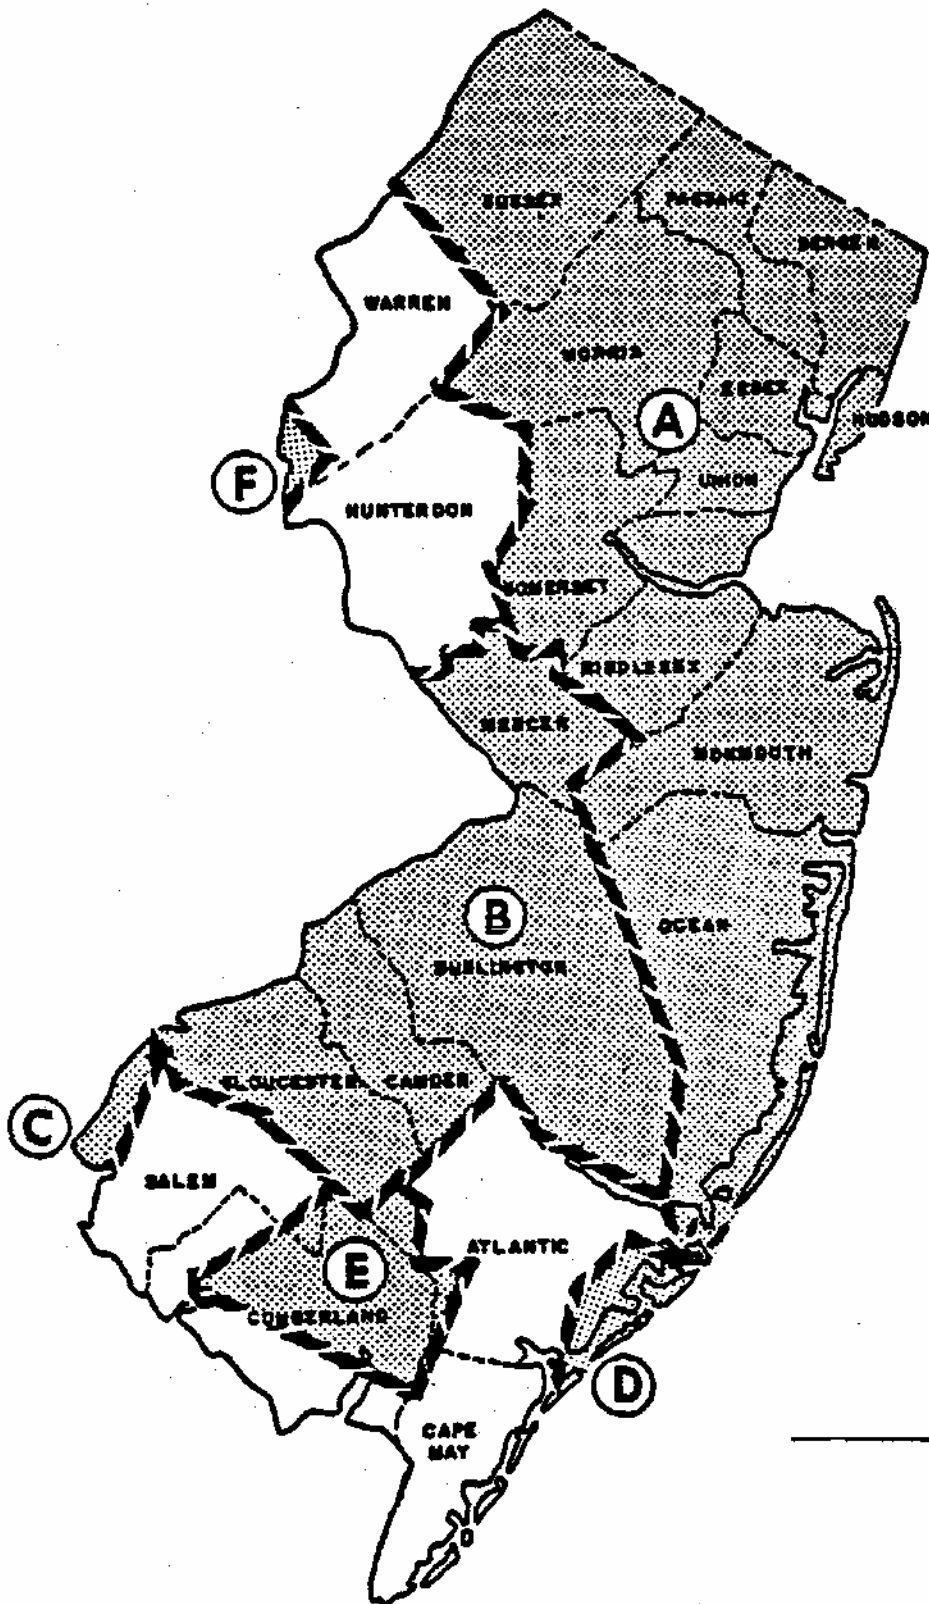 SUSSEX
PASSAIC
BERGEN
WARREN
MORRIS
ESSEX
HUDSON
A
UNION
F
HUNTERDON
SOMERSET
MIDDLESEX
MERCER
MONMOUTH
B
OCEAN
BURLINGTON
GLOUCESTER
CAMDEN
C
SALEM
ATLANTIC
E
CUMBERLAND
D
CAPE
MAY